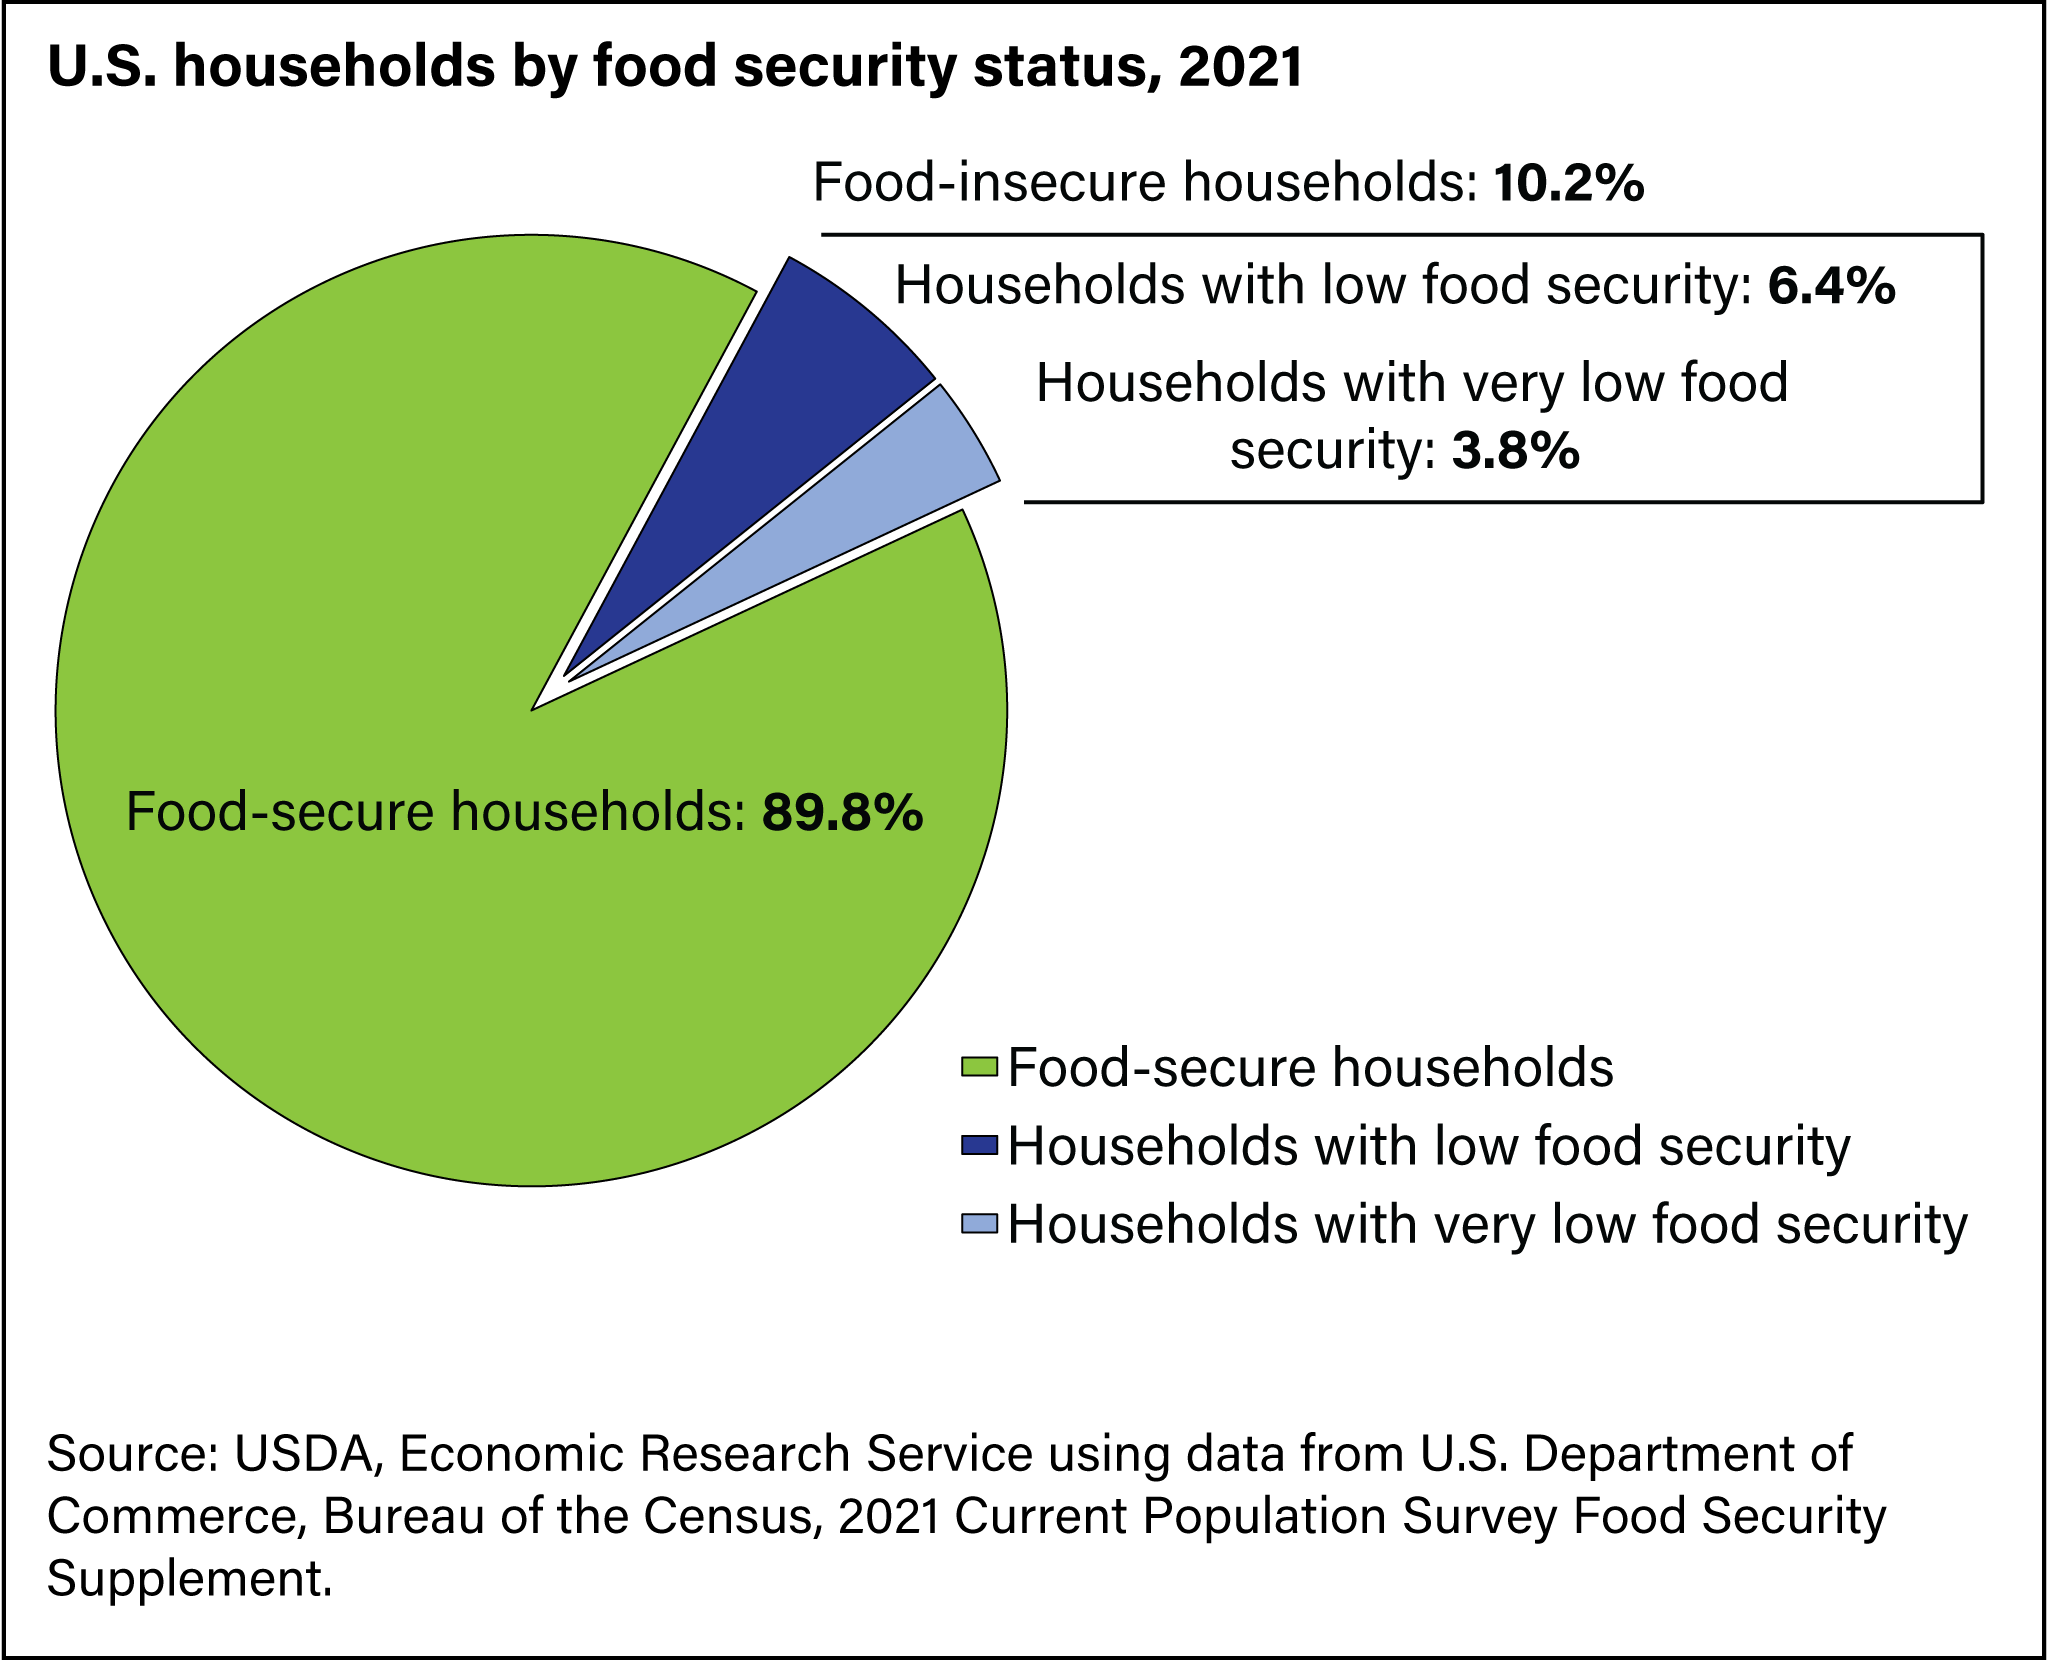 U.S. households by food security status, 2021
Food-insecure households: 10.2%
Households with low food security: 6.4%
Households with very low food
security: 3.8%
Food-secure households: 89.8%
Food-secure households
Households with low food security
Households with very low food security
Source: USDA, Economic Research Service using data from U.S. Department of
Commerce, Bureau of the Census, 2021 Current Population Survey Food Security
Supplement.